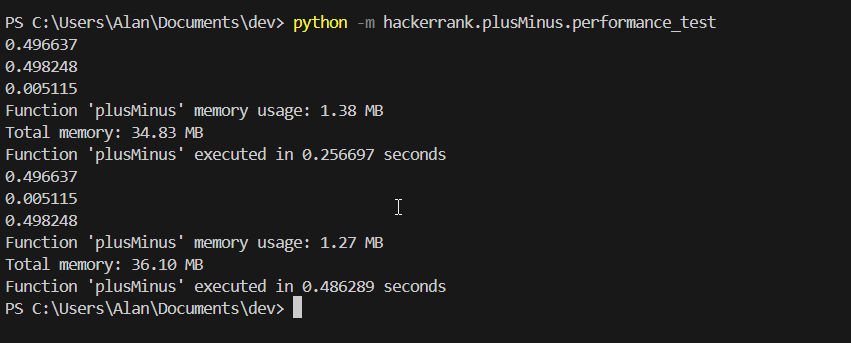 PS C:\Users\Alan\Documents\dev> python -m hackerrank.plusMinus.performance_test
0.496637
0.498248
0.005115
Function 'plusMinus' memory usage: 1.38 MB
Total memory: 34.83 MB
Function 'plusMinus' executed in 0.256697 seconds
0.496637
0.005115
0.498248
Function 'plusMinus' memory usage: 1.27 MB
Total memory: 36.10 MB
Function 'plusMinus' executed in 0.486289 seconds
PS C:\Users\Alan\Documents\dev>